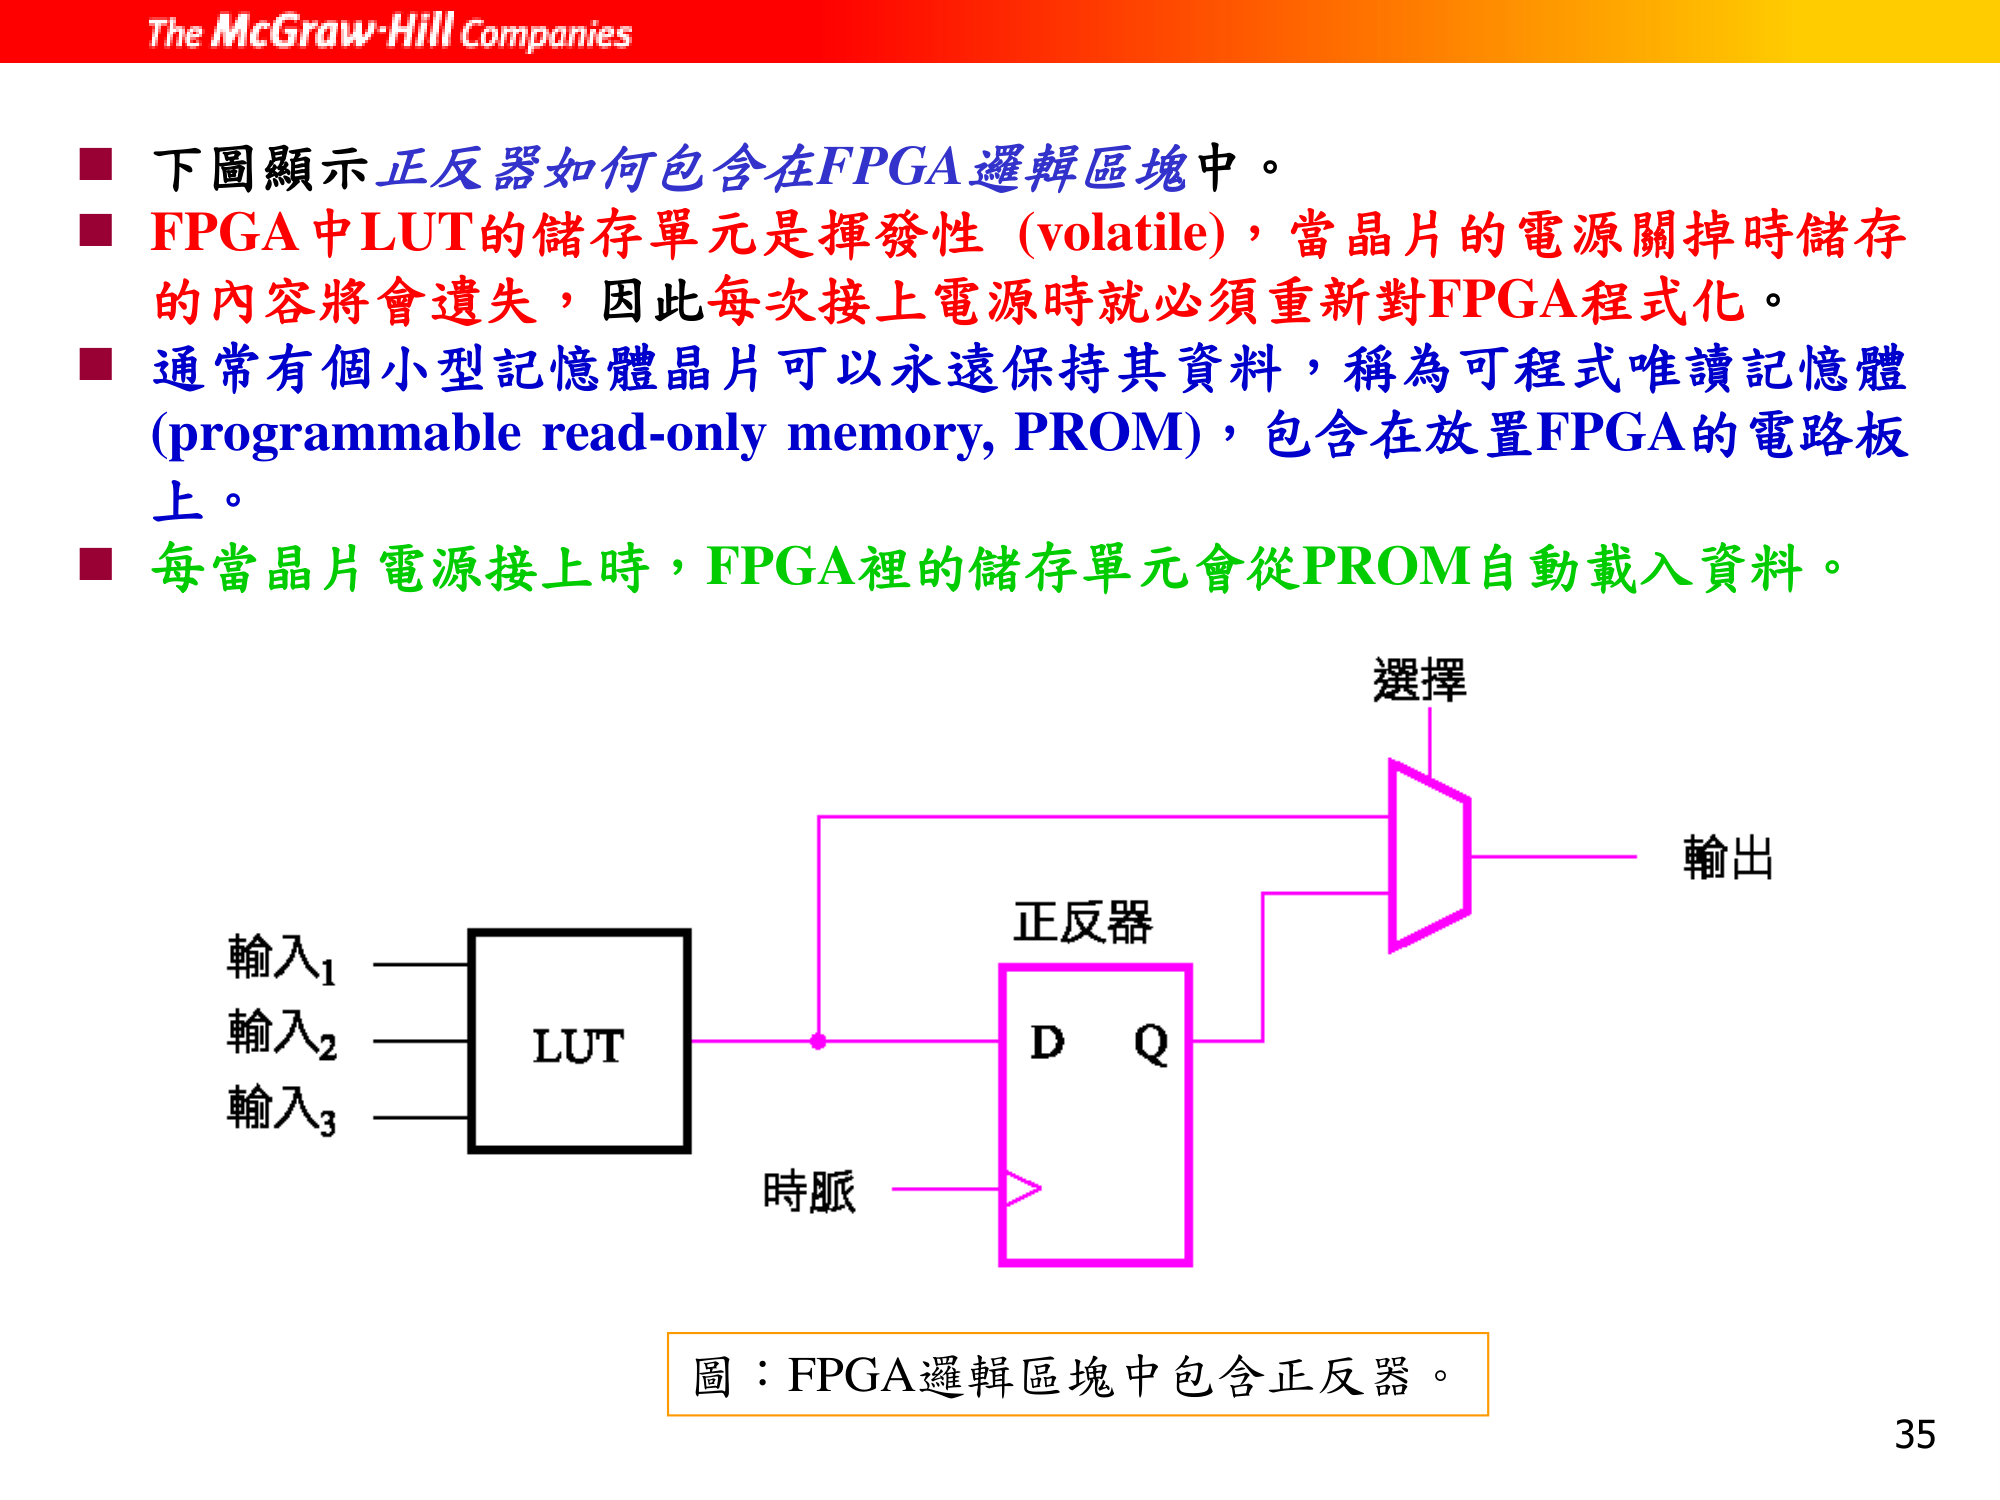 The McGraw-Hill Companies
下圖顯示正反器如何包含在FPGA邏輯區塊中。
FPGA中LUT的儲存單元是揮發性 (volatile)，當晶片的電源關掉時儲存
的內容將會遺失，因此每次接上電源時就必須重新對FPGA程式化。
通常有個小型記憶體晶片可以永遠保持其資料，稱為可程式唯讀記憶體
(programmable read-only memory, PROM)，包含在放置FPGA的電路板
上。
每當晶片電源接上時，FPGA裡的儲存單元會從PROM自動載入資料。
選擇
輸出
正反器
輸入1
輸入2
輸入3
LUT
D Q
時脈
圖：FPGA邏輯區塊中包含正反器。
35